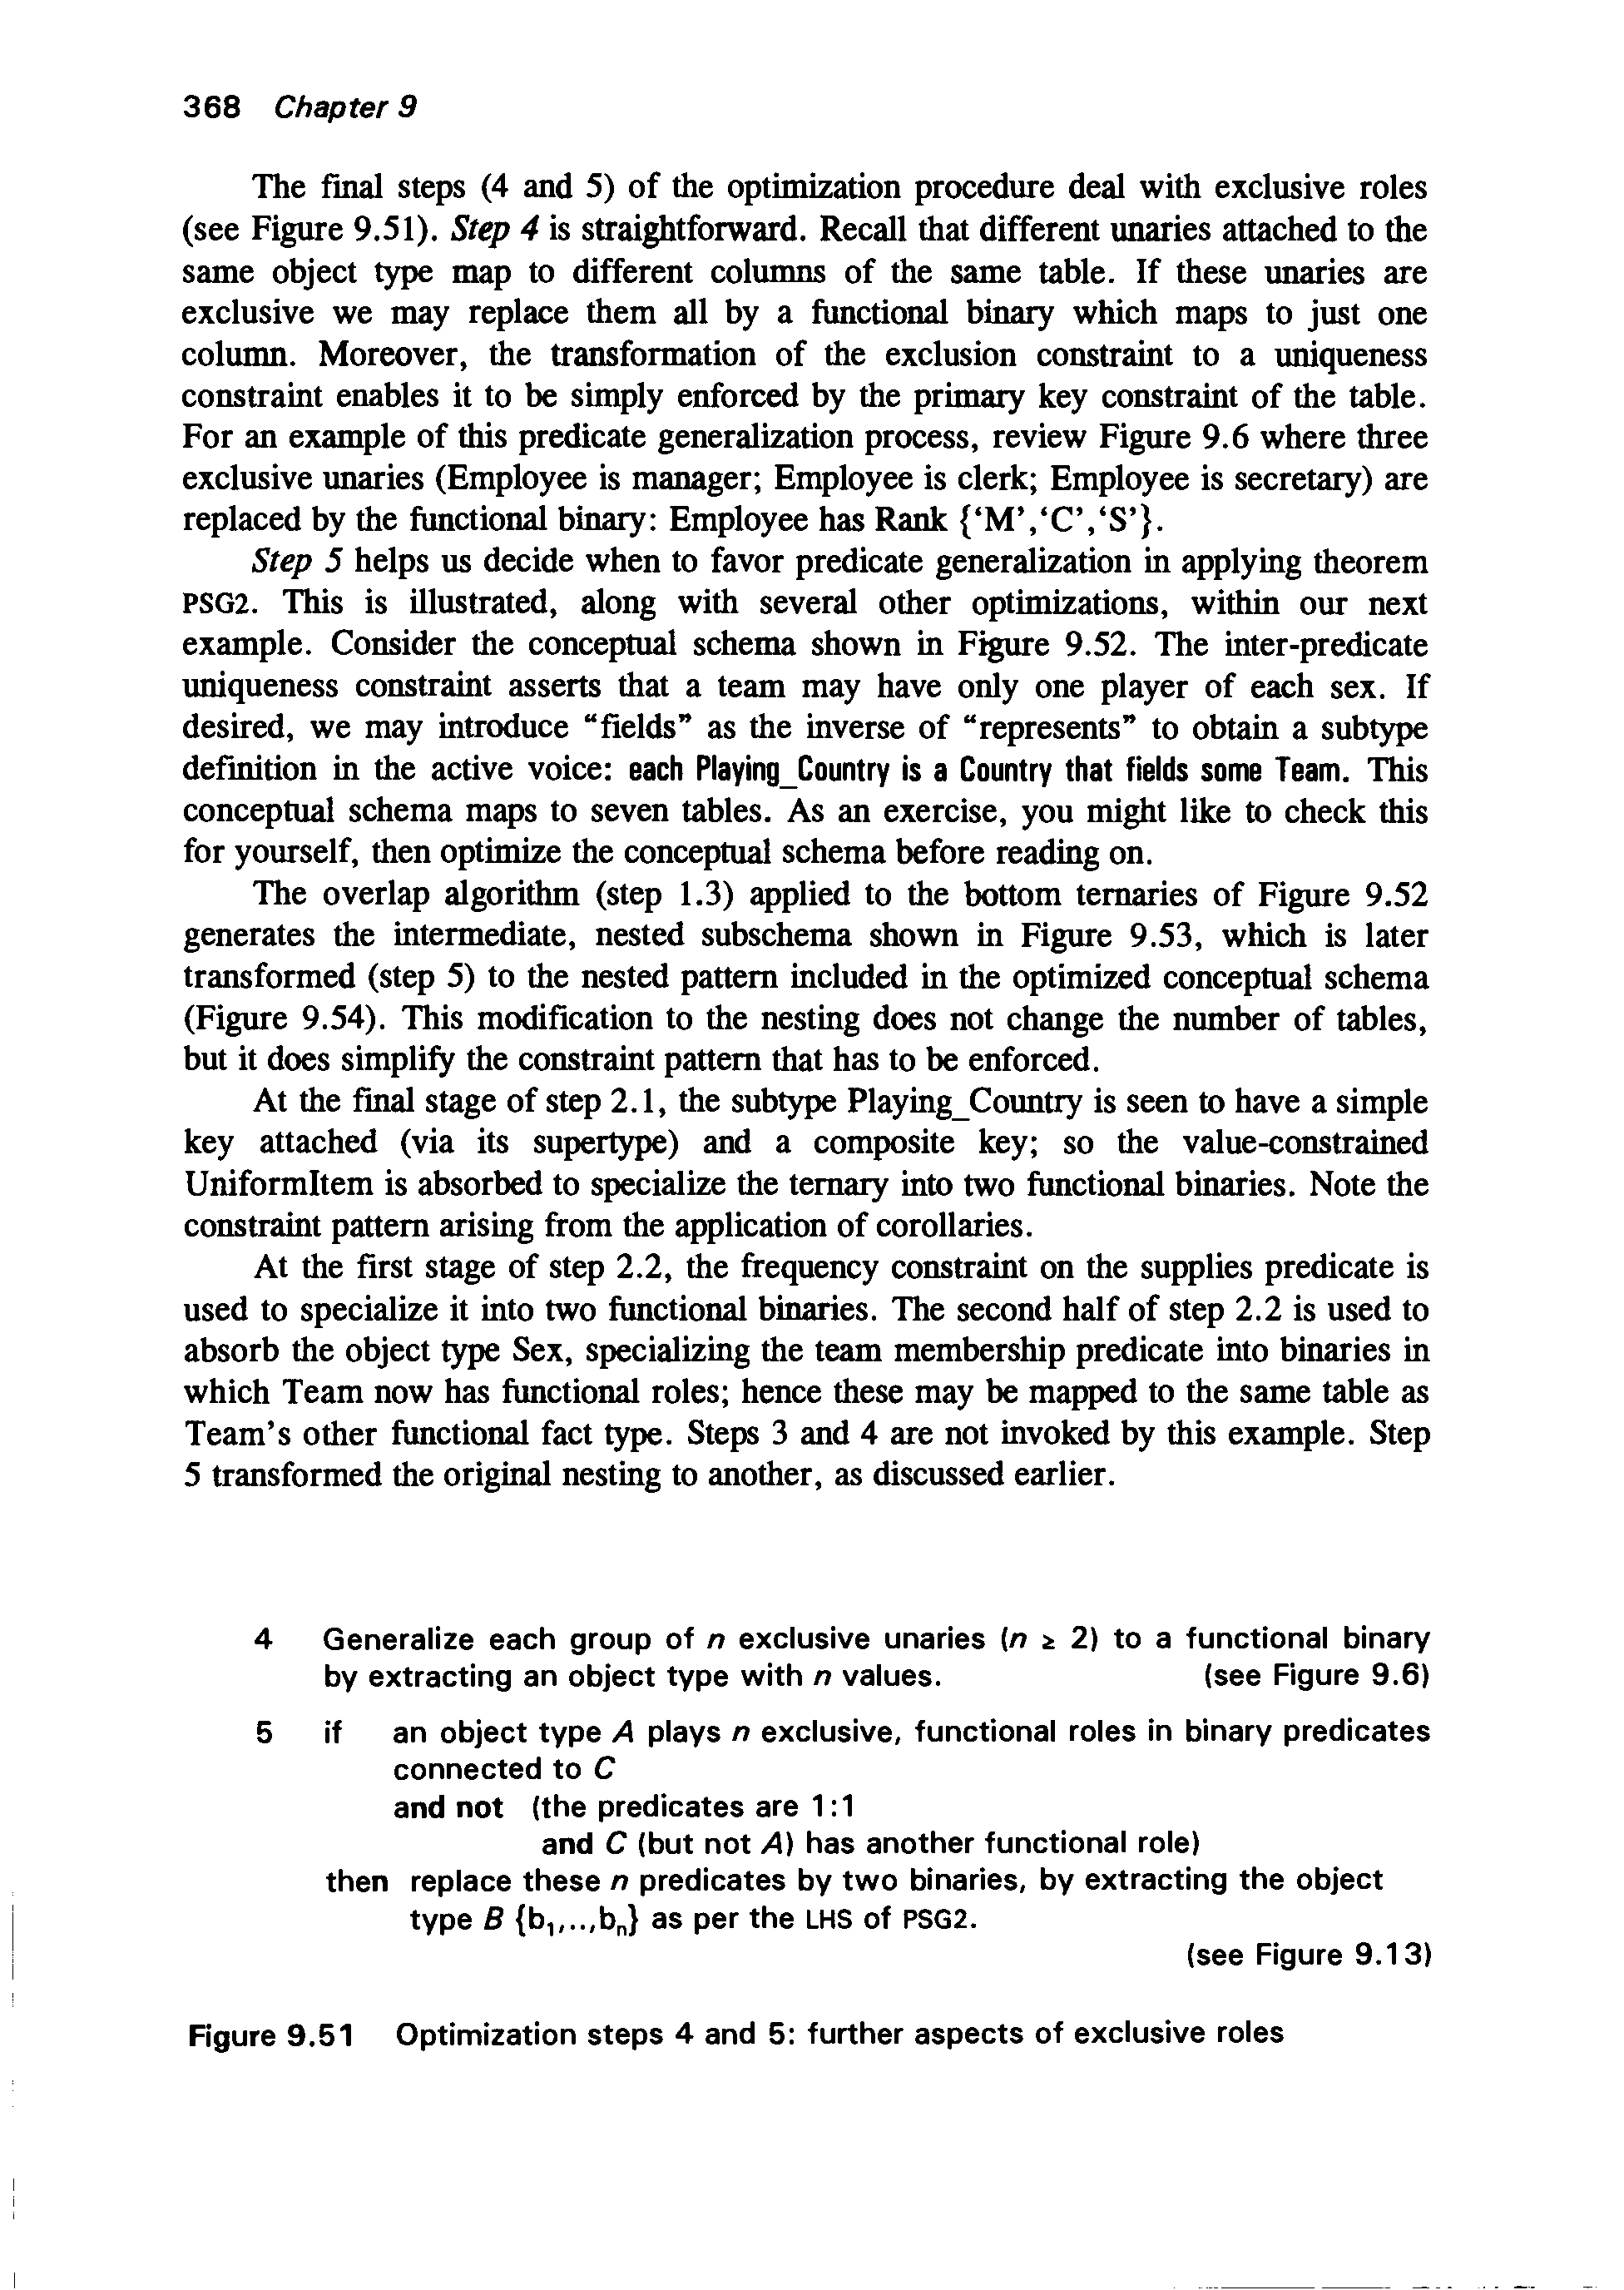 368 Chapter 9
The final steps (4 and 5) of the optimization procedure deal with exclusive roles
(see Figure 9.51). Step 4 is straightforward. Recall that different unaries attached to the
same object type map to different columns of the same table. If these unaries are
exclusive we may replace them all by a functional binary which maps to just one
column. Moreover, the transformation of the exclusion constraint to a uniqueness
constraint enables it to be simply enforced by the primary key constraint of the table.
For an example of this predicate generalization process, review Figure 9.6 where three
exclusive unaries (Employee is manager; Employee is clerk; Employee is secretary) are
replaced by the functional binary: Employee has Rank {‘M’,‘C’,‘S’}.
Step 5 helps us decide when to favor predicate generalization in applying theorem
PSG2. This is illustrated, along with several other optimizations, within our next
example. Consider the conceptual schema shown in Figure 9.52. The inter-predicate
uniqueness constraint asserts that a team may have only one player of each sex. If
desired, we may introduce “fields” as the inverse of “represents” to obtain a subtype
definition in the active voice: each Playing_Country is a Country that fields some Team. This
conceptual schema maps to seven tables. As an exercise, you might like to check this
for yourself, then optimize the conceptual schema before reading on.
The overlap algorithm (step 1.3) applied to the bottom ternaries of Figure 9.52
generates the intermediate, nested subschema shown in Figure 9.53, which is later
transformed (step 5) to the nested pattern included in the optimized conceptual schema
(Figure 9.54). This modification to the nesting does not change the number of tables,
but it does simplify the constraint pattern that has to be enforced.
At the final stage of step 2.1, the subtype Playing_Country is seen to have a simple
key attached (via its supertype) and a composite key; so the value-constrained
UniformItem is absorbed to specialize the ternary into two functional binaries. Note the
constraint pattern arising from the application of corollaries.
At the first stage of step 2.2, the frequency constraint on the supplies predicate is
used to specialize it into two functional binaries. The second half of step 2.2 is used to
absorb the object type Sex, specializing the team membership predicate into binaries in
which Team now has functional roles; hence these may be mapped to the same table as
Team’s other functional fact type. Steps 3 and 4 are not invoked by this example. Step
5 transformed the original nesting to another, as discussed earlier.
4 Generalize each group of n exclusive unaries (n ≥ 2) to a functional binary
by extracting an object type with n values. (see Figure 9.6)
5 if an object type A plays n exclusive, functional roles in binary predicates
connected to C
and not (the predicates are 1:1
and C (but not A) has another functional role)
then replace these n predicates by two binaries, by extracting the object
type B {b₁,..,bₙ} as per the LHS of PSG2.
(see Figure 9.13)
Figure 9.51 Optimization steps 4 and 5: further aspects of exclusive roles